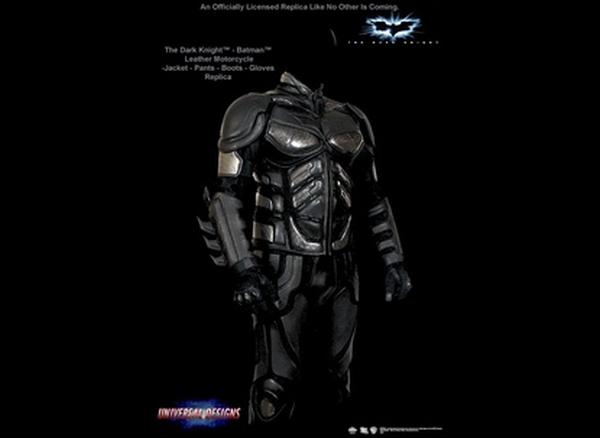 An Officially Licensed Replica Like No Other Is Coming.
THE DARK KNIGHT
The Dark Knight™ - Batman™
Leather Motorcycle
-Jacket - Pants - Boots - Gloves
Replica
UNIVERSAL DESIGNS